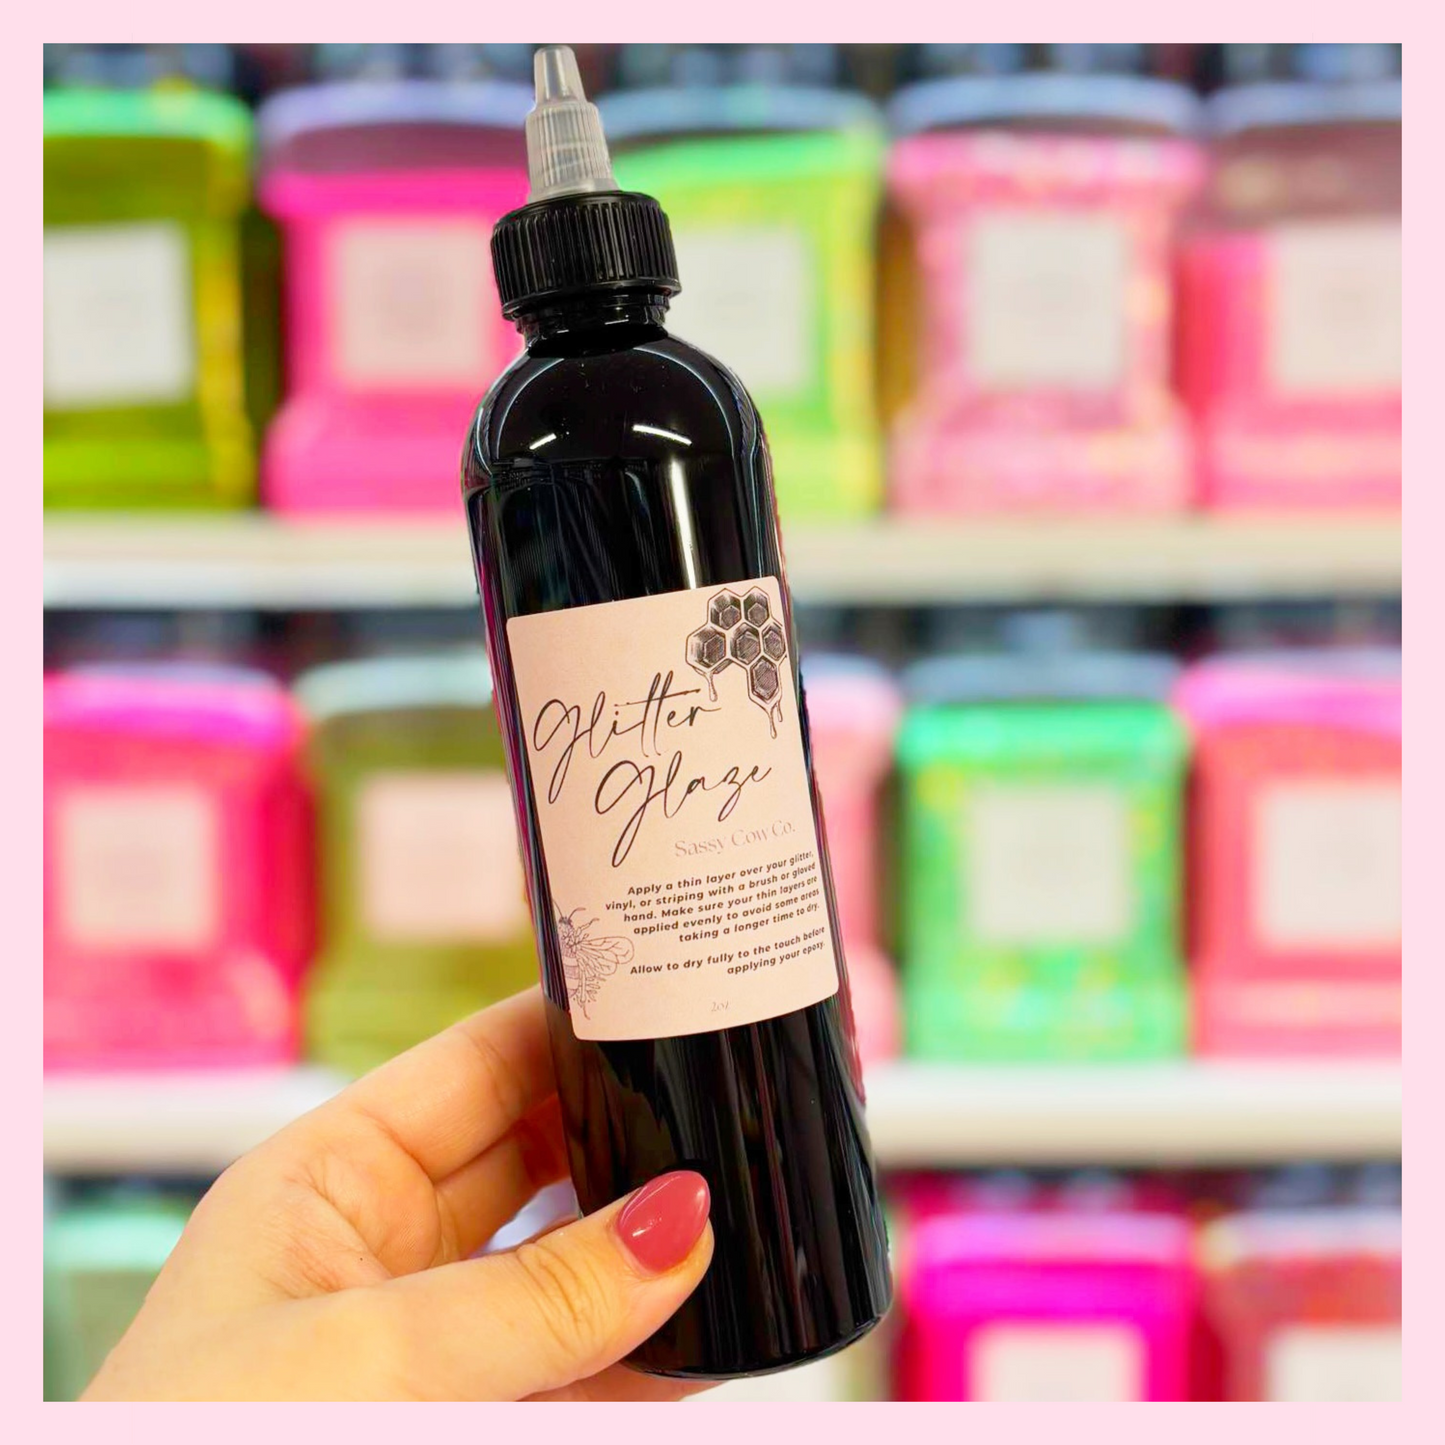 Glitter
Glaze
Sassy Cow Co.
Apply a thin layer over your glitter,
vinyl, or striping with a brush or gloved
hand. Make sure your thin layers are
applied evenly to avoid some areas
taking a longer time to dry.
Allow to dry fully to the touch before
applying your epoxy.
2oz